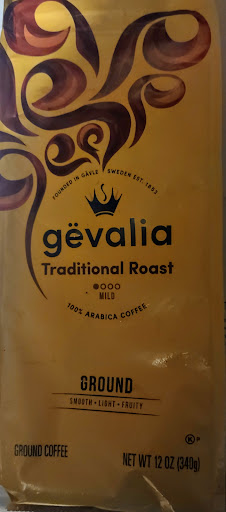 FOUNDED IN GÄVLE SWEDEN EST. 1853
gëvalia
Traditional Roast
MILD
100% ARABICA COFFEE
GROUND
SMOOTH • LIGHT • FRUITY
K P
GROUND COFFEE
NET WT 12 OZ (340g)